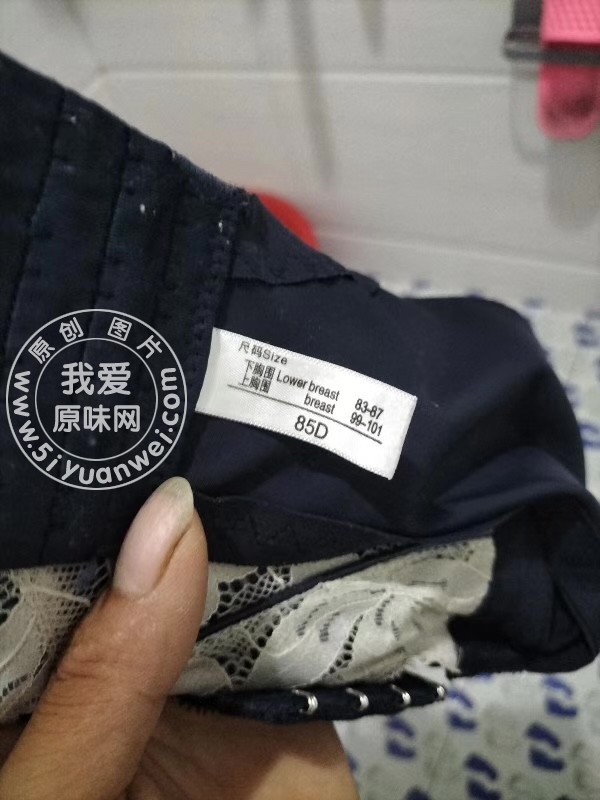 尺码Size
下胸围 Lower breast 83-87
上胸围 breast 99-101
85D
原创图片
我爱
原味网
www.5iyuanwei.com